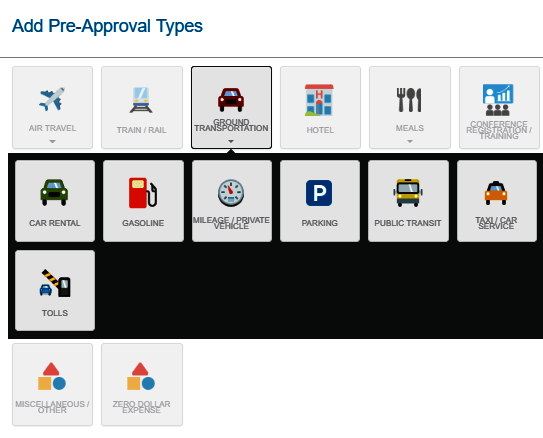 Add Pre-Approval Types
AIR TRAVEL
TRAIN / RAIL
GROUND
TRANSPORTATION
HOTEL
MEALS
CONFERENCE
REGISTRATION /
TRAINING
CAR RENTAL
GASOLINE
MILEAGE / PRIVATE
VEHICLE
P
PARKING
PUBLIC TRANSIT
TAXI / CAR
SERVICE
TOLLS
MISCELLANEOUS /
OTHER
ZERO DOLLAR
EXPENSE